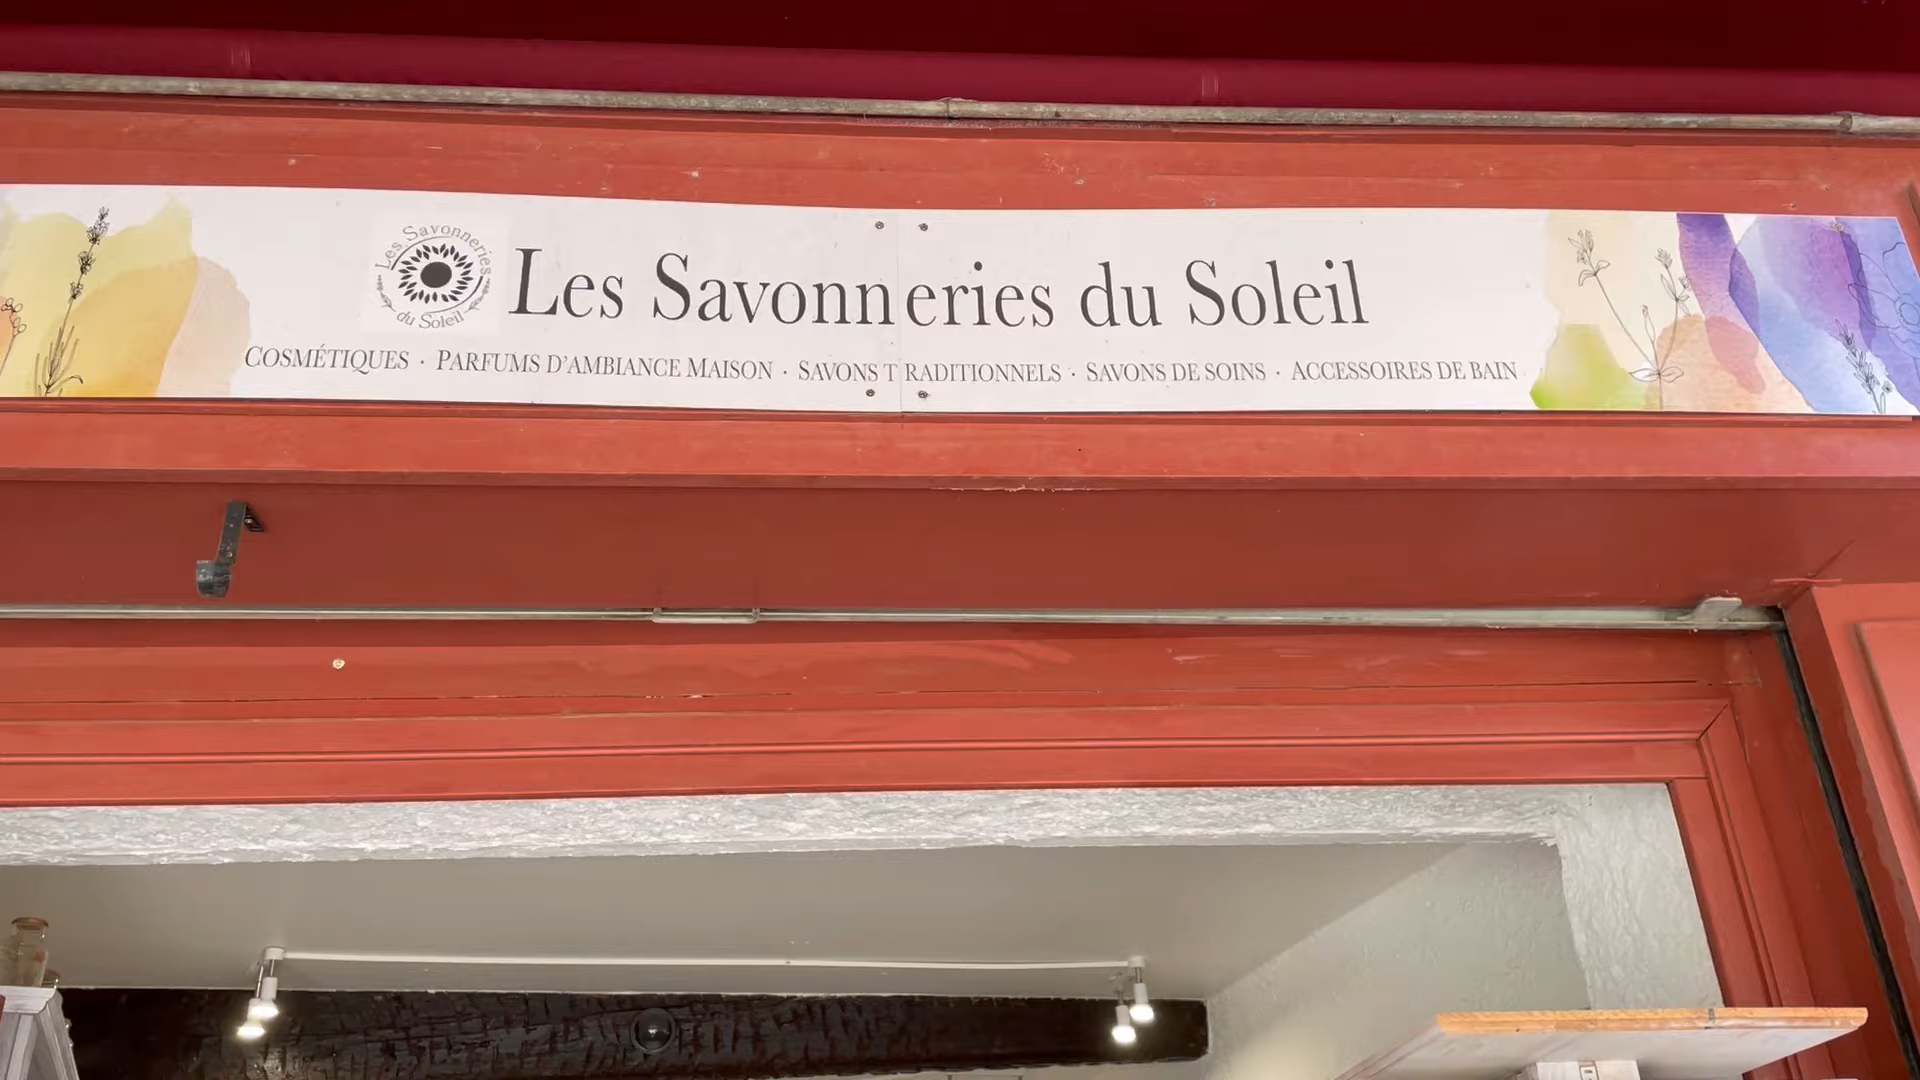 Les Savonneries
du Soleil
Les Savonneries du Soleil
COSMÉTIQUES · PARFUMS D'AMBIANCE MAISON · SAVONS TRADITIONNELS · SAVONS DE SOINS · ACCESSOIRES DE BAIN